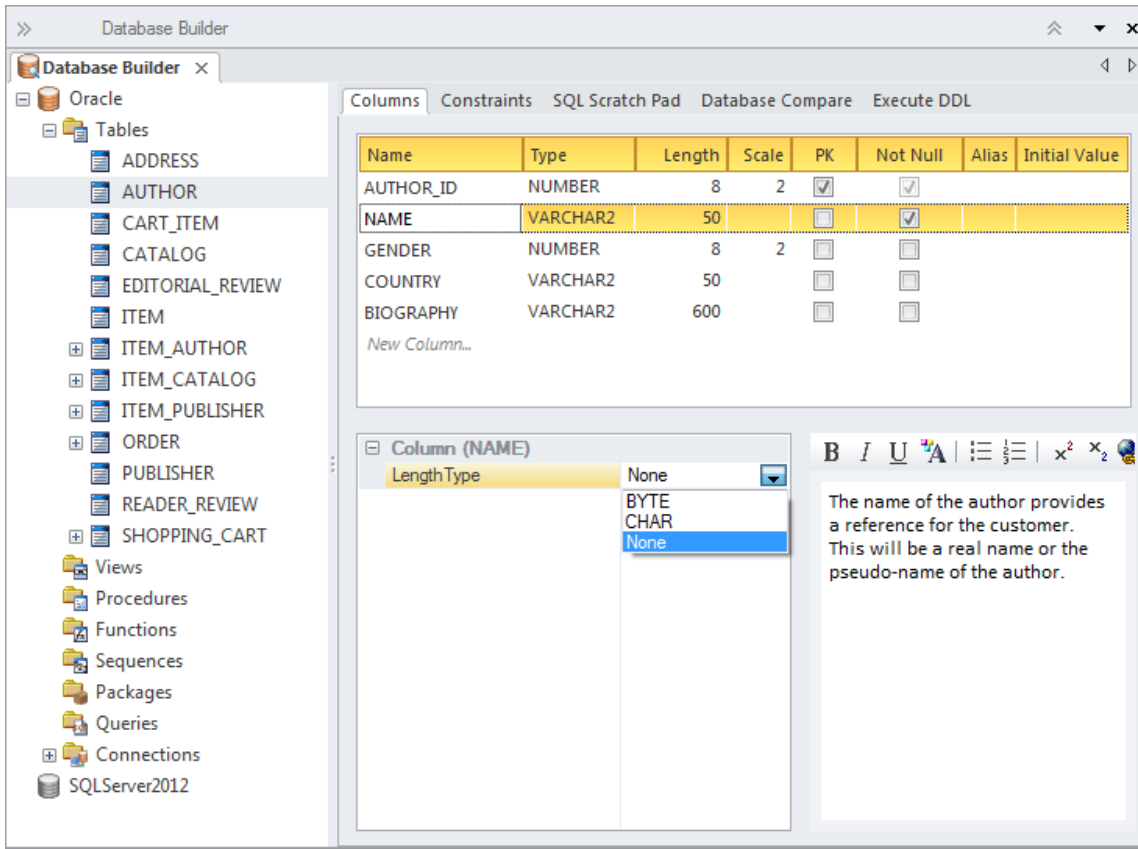 Database Builder
Database Builder
Oracle
Tables
ADDRESS
AUTHOR
CART_ITEM
CATALOG
EDITORIAL_REVIEW
ITEM
ITEM_AUTHOR
ITEM_CATALOG
ITEM_PUBLISHER
ORDER
PUBLISHER
READER_REVIEW
SHOPPING_CART
Views
Procedures
Functions
Sequences
Packages
Queries
Connections
SQLServer2012
Columns Constraints SQL Scratch Pad Database Compare Execute DDL
Name Type Length Scale PK Not Null Alias Initial Value
AUTHOR_ID NUMBER 8 2
NAME VARCHAR2 50
GENDER NUMBER 8 2
COUNTRY VARCHAR2 50
BIOGRAPHY VARCHAR2 600
New Column...
Column (NAME)
LengthType None
BYTE
CHAR
None
B I U A x² x₂
The name of the author provides
a reference for the customer.
This will be a real name or the
pseudo-name of the author.